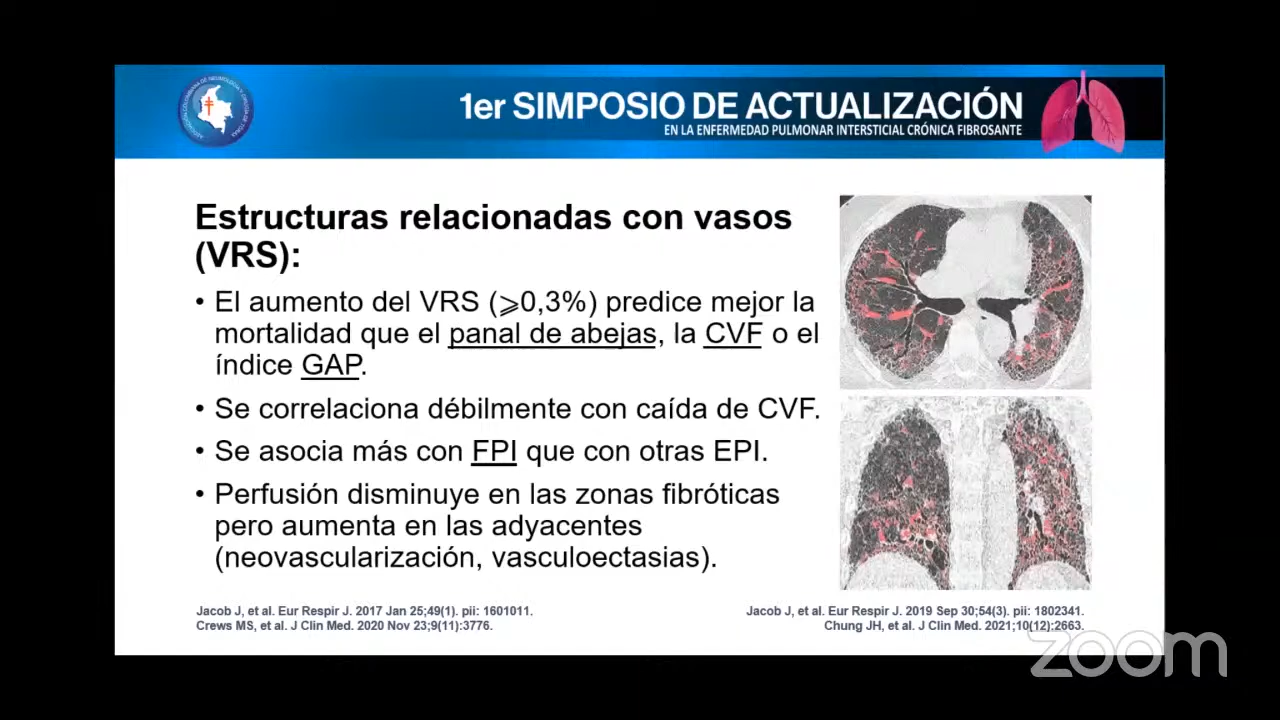 1er SIMPOSIO DE ACTUALIZACIÓN
EN LA ENFERMEDAD PULMONAR INTERSTICIAL CRÓNICA FIBROSANTE
Estructuras relacionadas con vasos
(VRS):
• El aumento del VRS (⩾0,3%) predice mejor la
mortalidad que el panal de abejas, la CVF o el
índice GAP.
• Se correlaciona débilmente con caída de CVF.
• Se asocia más con FPI que con otras EPI.
• Perfusión disminuye en las zonas fibróticas
pero aumenta en las adyacentes
(neovascularización, vasculoectasias).
Jacob J, et al. Eur Respir J. 2017 Jan 25;49(1). pii: 1601011.
Crews MS, et al. J Clin Med. 2020 Nov 23;9(11):3776.
Jacob J, et al. Eur Respir J. 2019 Sep 30;54(3). pii: 1802341.
Chung JH, et al. J Clin Med. 2021;10(12):2663.
zoom